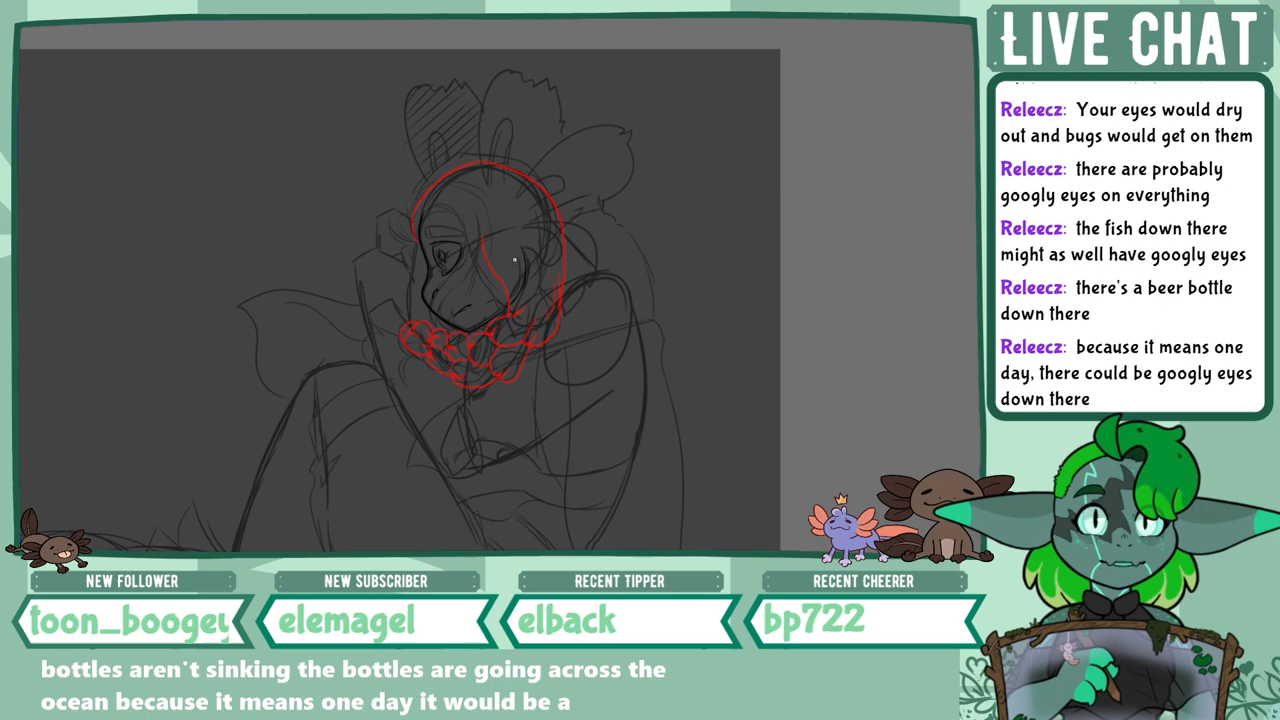 LIVE CHAT
Releecz: Your eyes would dry
out and bugs would get on them
Releecz: there are probably
googly eyes on everything
Releecz: the fish down there
might as well have googly eyes
Releecz: there's a beer bottle
down there
Releecz: because it means one
day, there could be googly eyes
down there
NEW FOLLOWER
NEW SUBSCRIBER
RECENT TIPPER
RECENT CHEERER
toon_boogey
elemagel
elback
bp722
bottles aren't sinking the bottles are going across the
ocean because it means one day it would be a